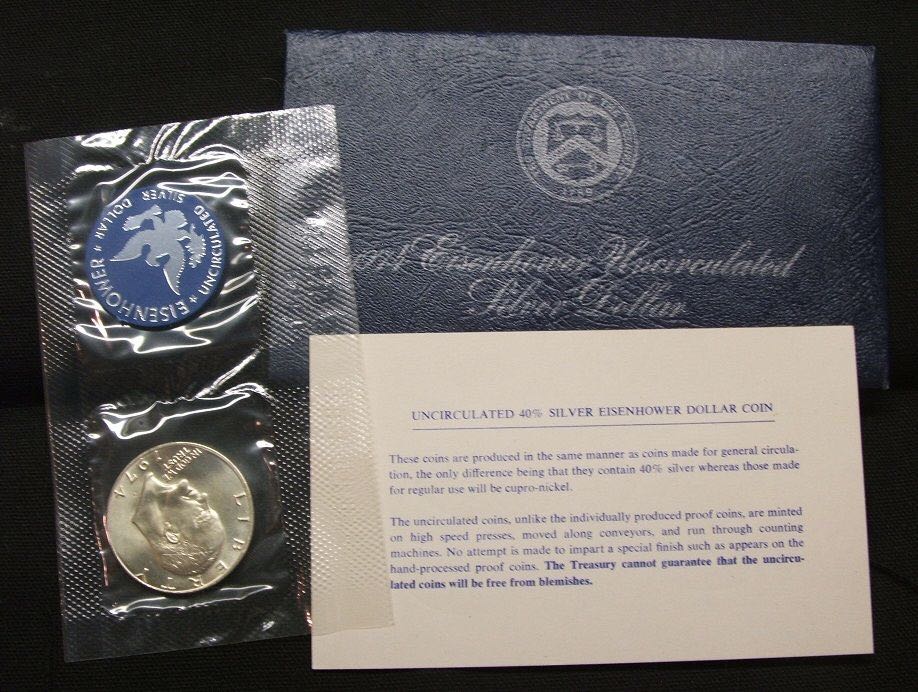 DEPARTMENT OF THE
1789
Eisenhower Uncirculated
Silver Dollar
EISENHOWER
UNCIRCULATED SILVER DOLLAR
LIBERTY
IN GOD WE
TRUST
1974
UNCIRCULATED 40% SILVER EISENHOWER DOLLAR COIN
These coins are produced in the same manner as coins made for general circula-
tion, the only difference being that they contain 40% silver whereas those made
for regular use will be cupro-nickel.
The uncirculated coins, unlike the individually produced proof coins, are minted
on high speed presses, moved along conveyors, and run through counting
machines. No attempt is made to impart a special finish such as appears on the
hand-processed proof coins. The Treasury cannot guarantee that the uncircu-
lated coins will be free from blemishes.